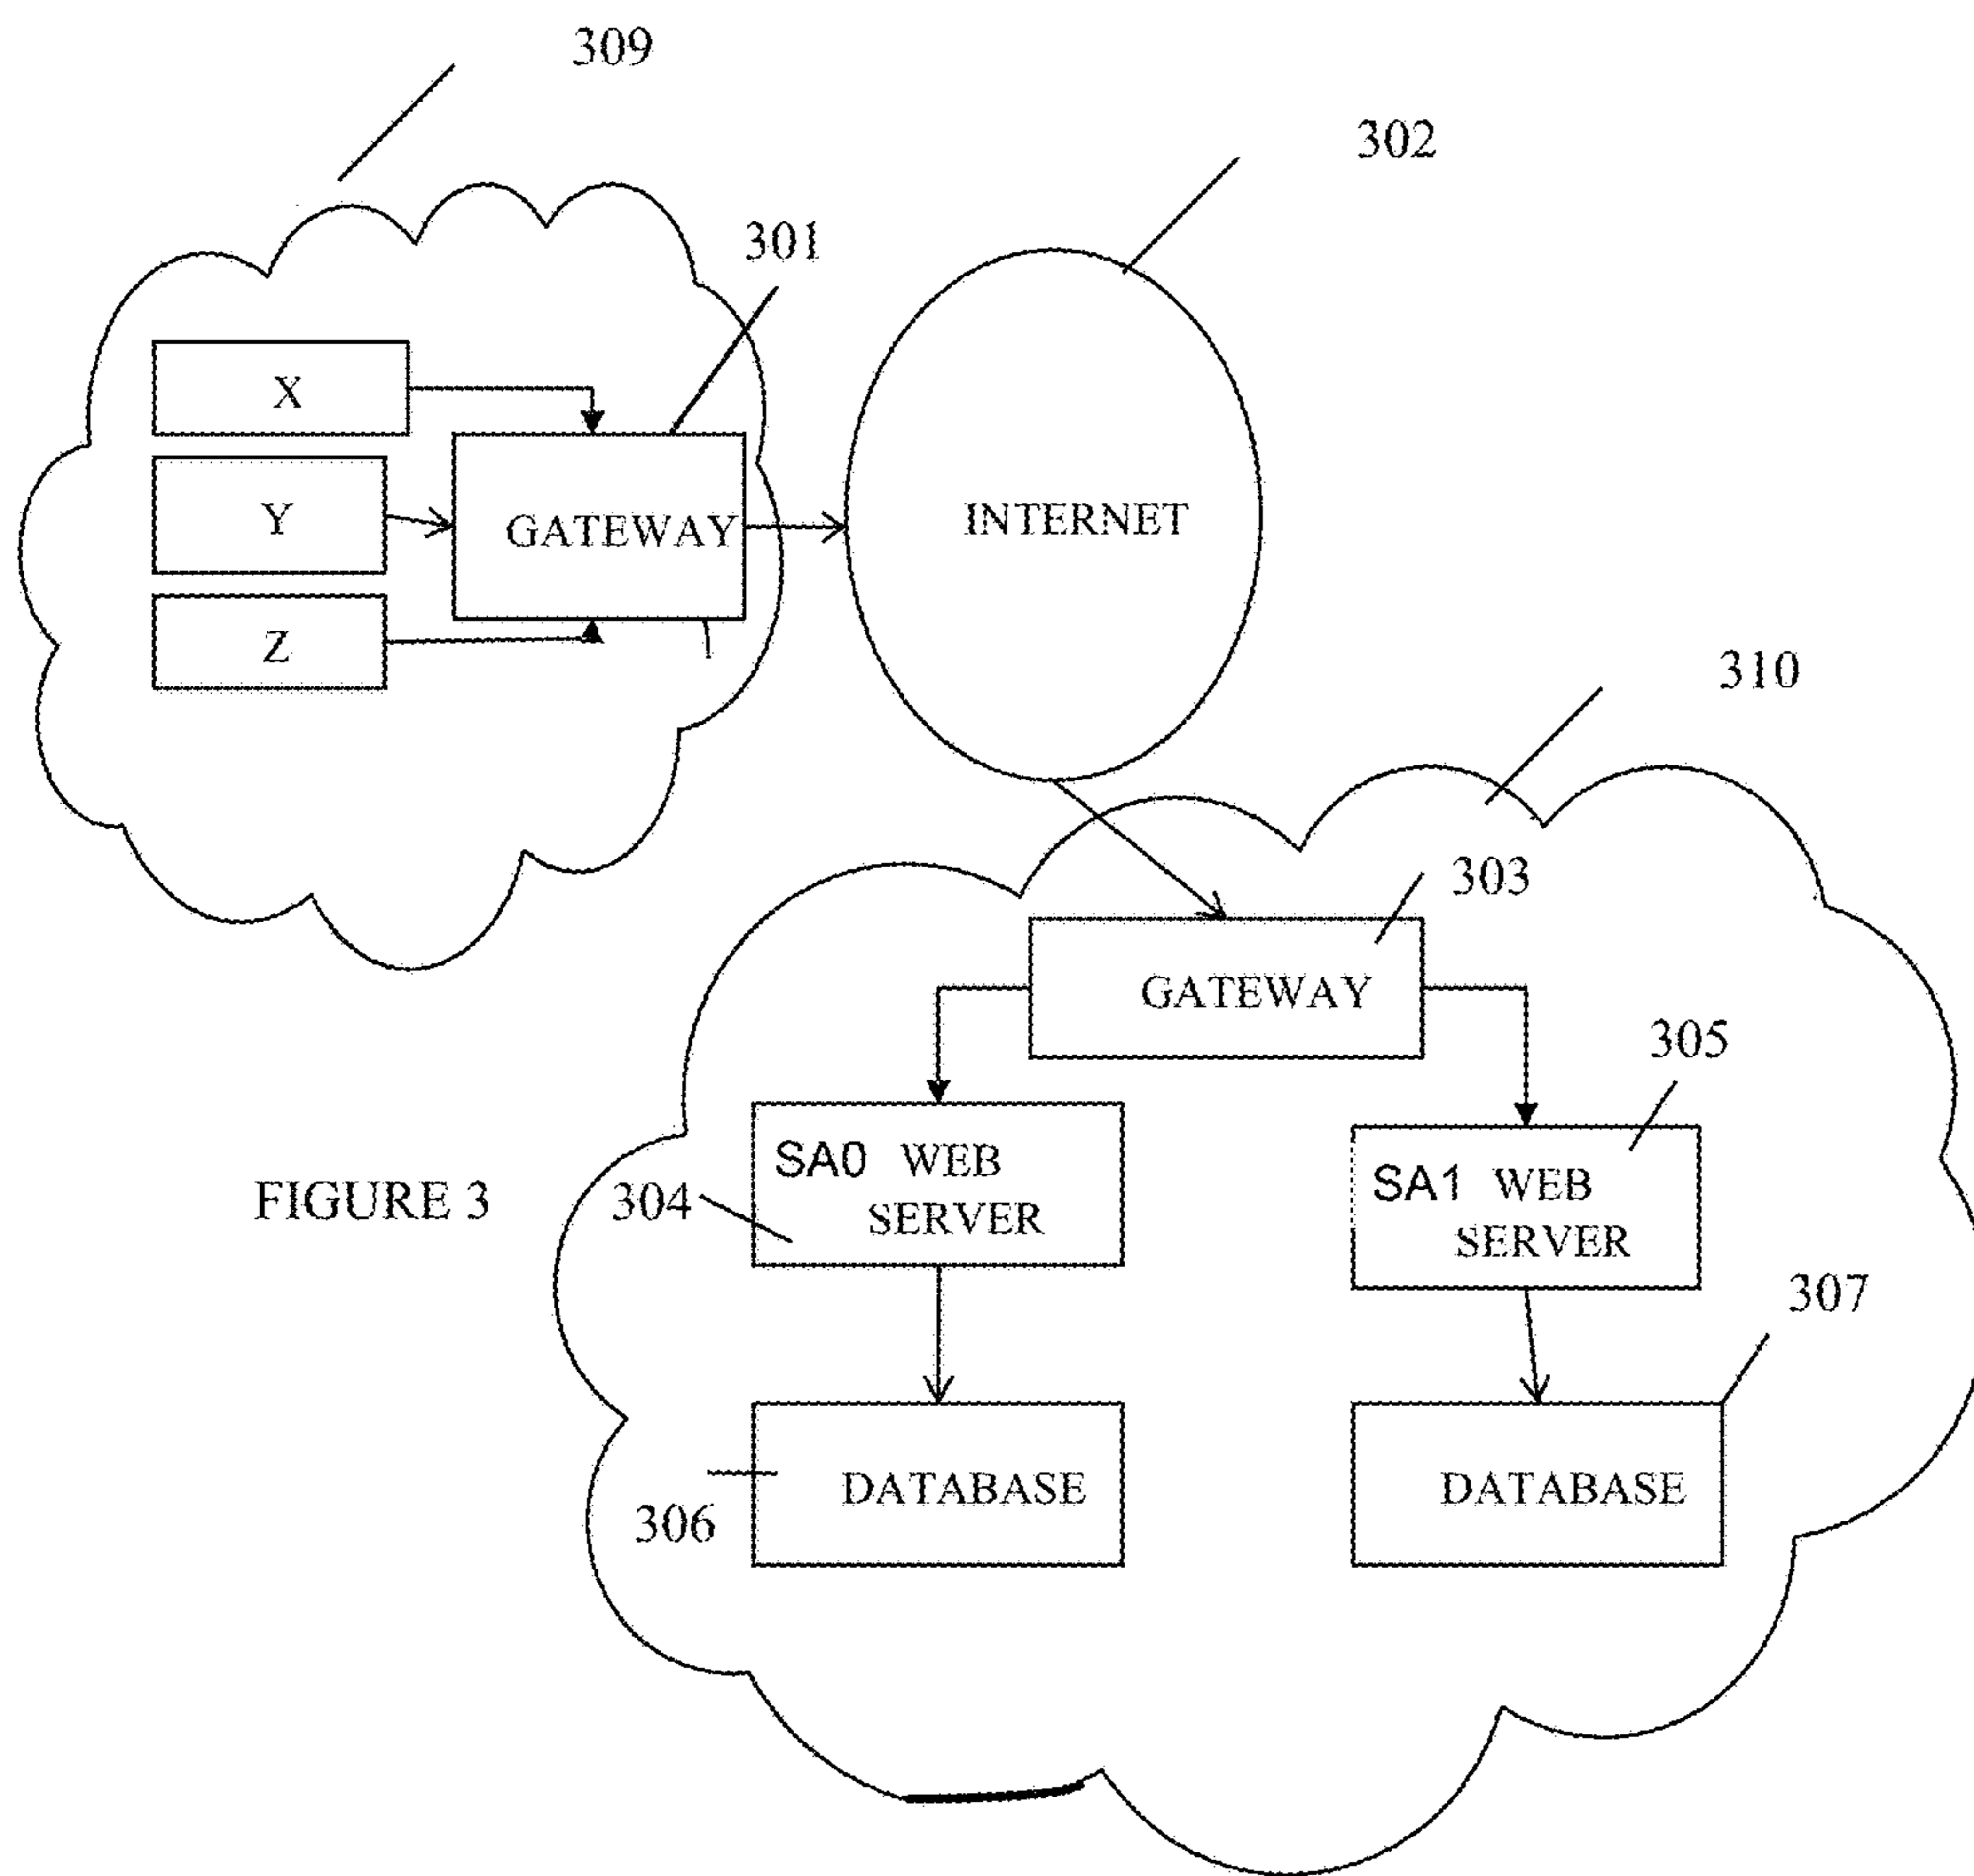 309
302
301
X
Y
GATEWAY
INTERNET
Z
310
303
GATEWAY
305
SA0 WEB
SERVER
304
SA1 WEB
SERVER
FIGURE 3
307
DATABASE
306
DATABASE